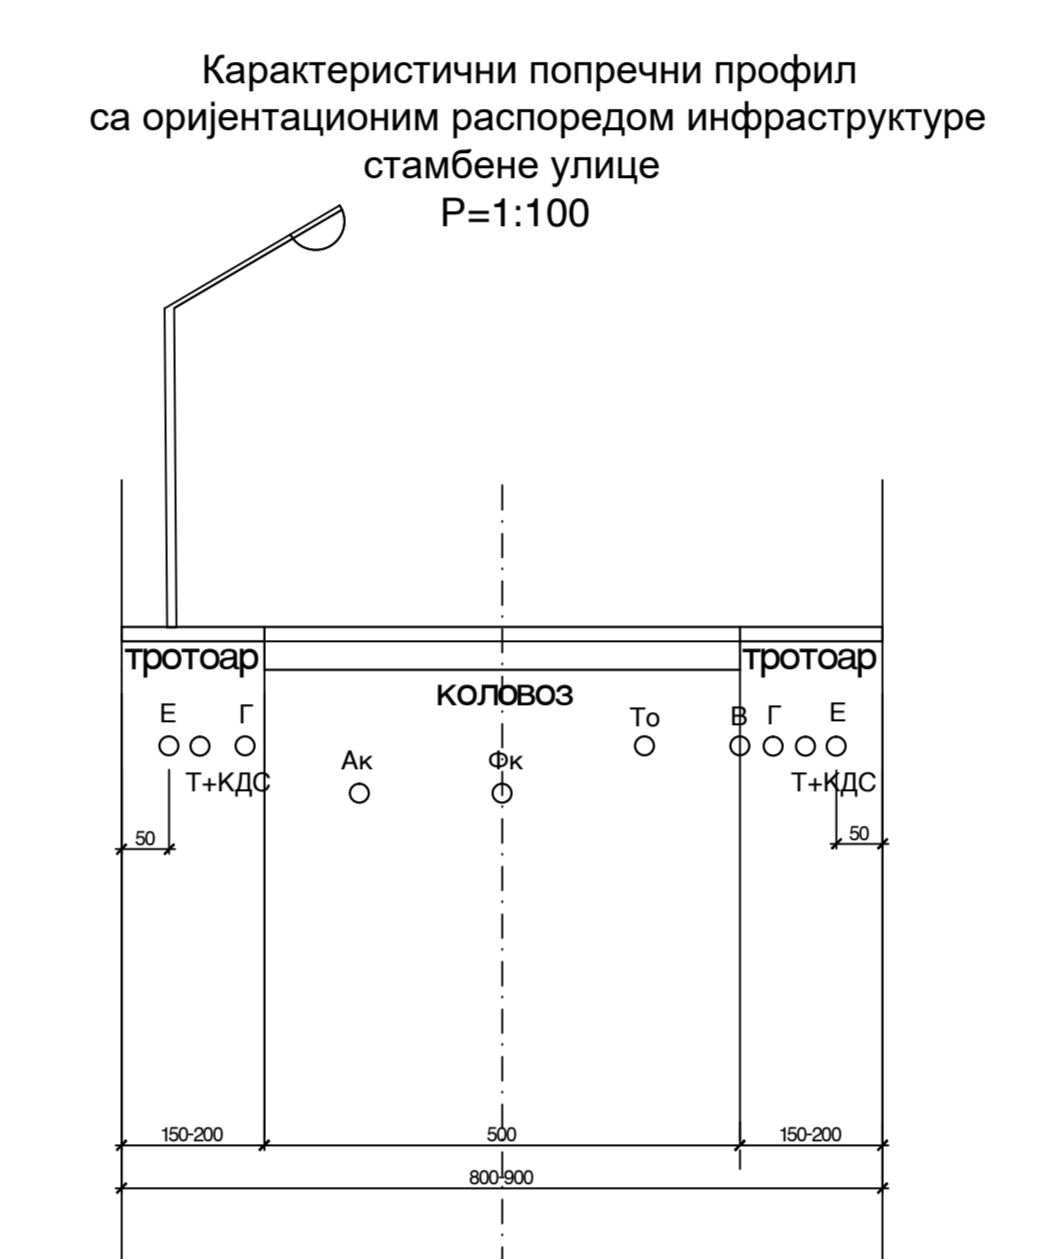 Карактеристични попречни профил
са оријентационим распоредом инфраструктуре
стамбене улице
Р=1:100
тротоар
тротоар
коловоз
Е
Г
То
В
Г
Е
Ак
Фк
Т+КДС
Т+КДС
50
50
150-200
500
150-200
800-900